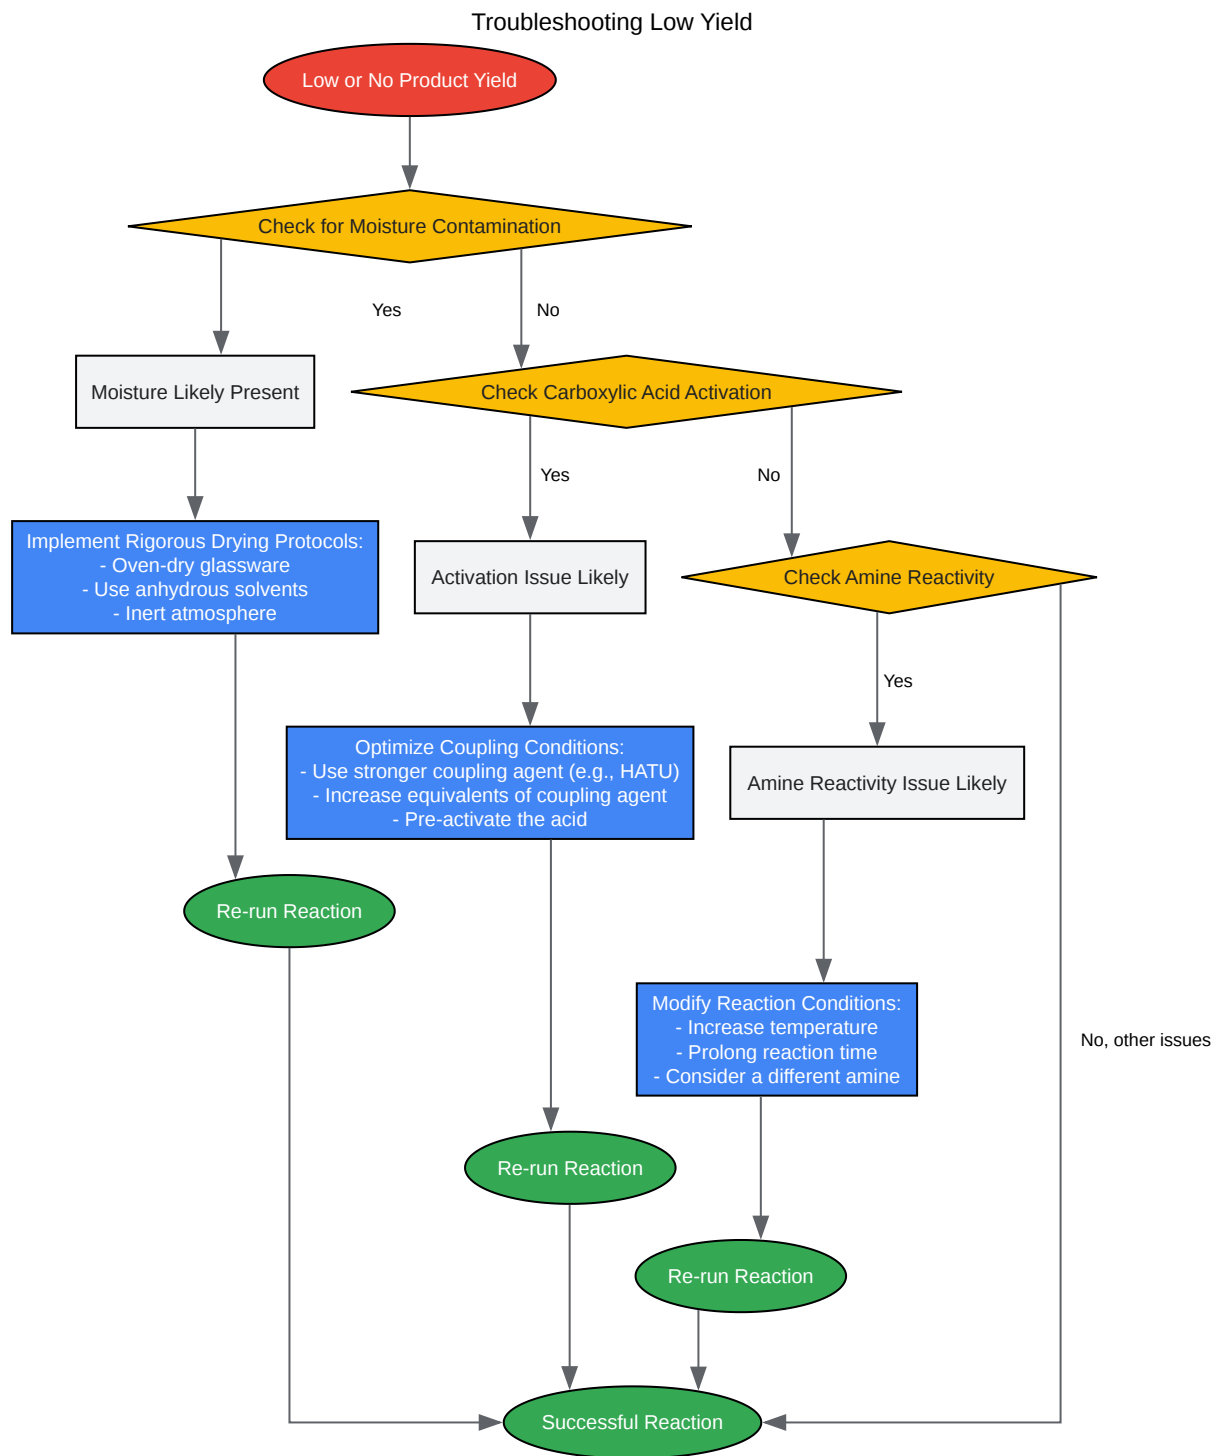 Troubleshooting Low Yield
Low or No Product Yield
Check for Moisture Contamination
Yes
No
Moisture Likely Present
Check Carboxylic Acid Activation
Yes
No
Implement Rigorous Drying Protocols:
- Oven-dry glassware
- Use anhydrous solvents
- Inert atmosphere
Activation Issue Likely
Check Amine Reactivity
Yes
Optimize Coupling Conditions:
- Use stronger coupling agent (e.g., HATU)
- Increase equivalents of coupling agent
- Pre-activate the acid
Amine Reactivity Issue Likely
Re-run Reaction
Modify Reaction Conditions:
- Increase temperature
- Prolong reaction time
- Consider a different amine
No, other issues
Re-run Reaction
Re-run Reaction
Successful Reaction